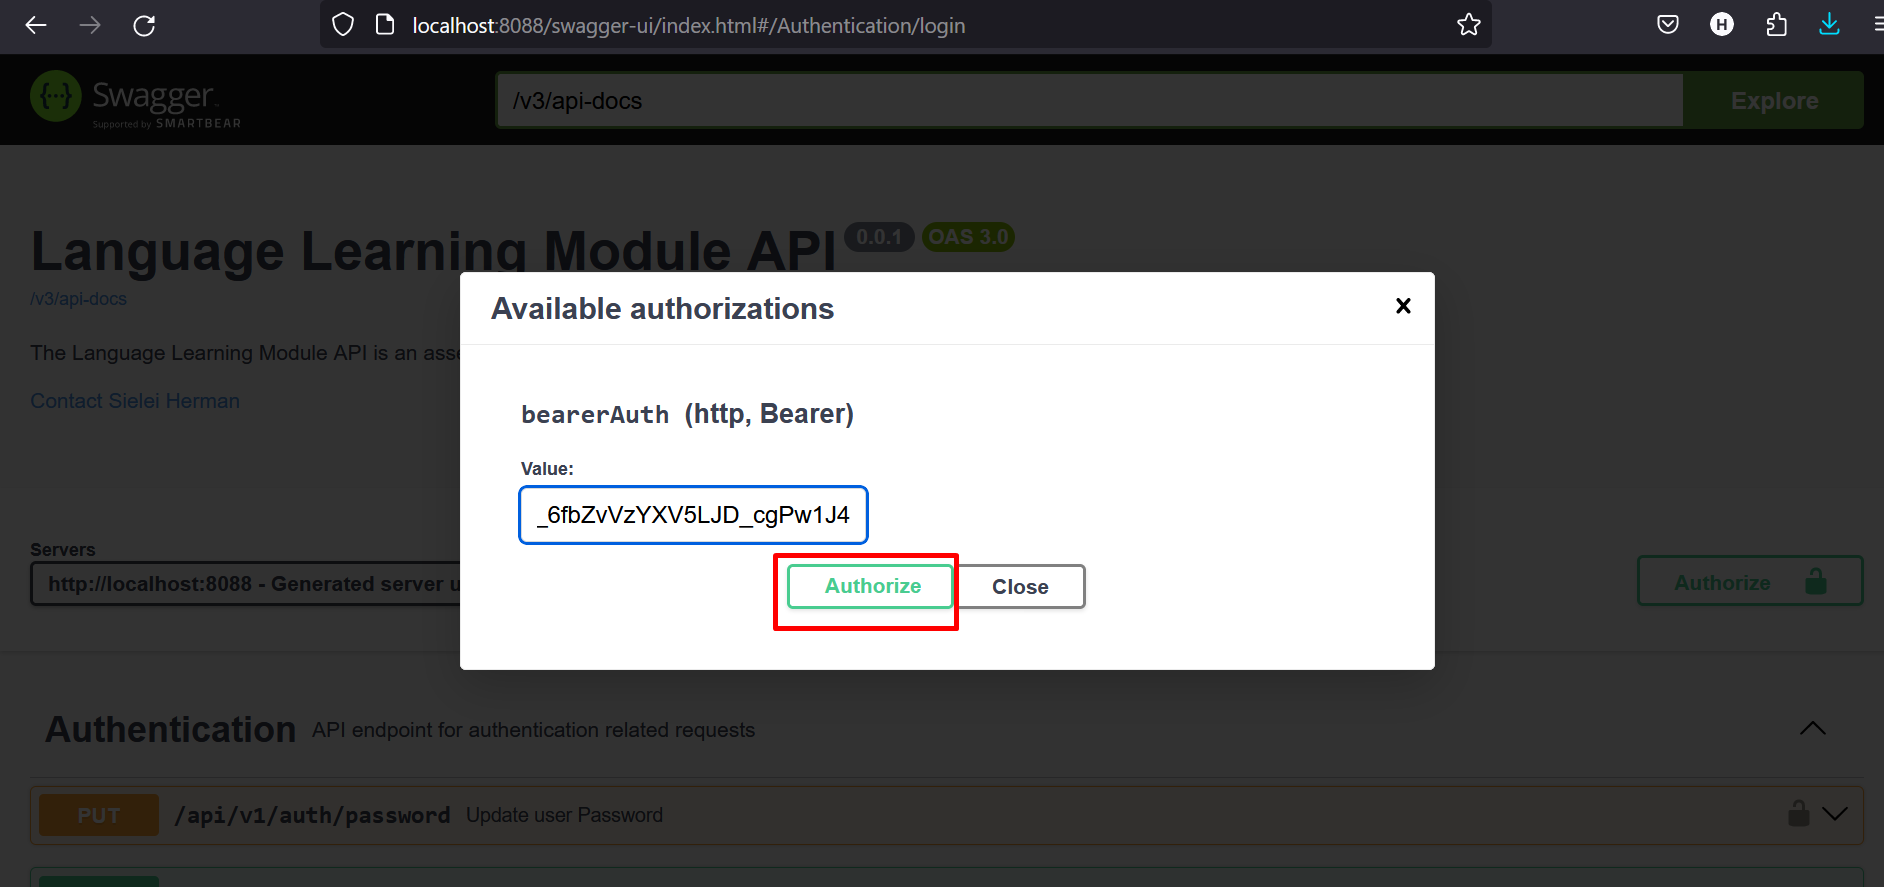 localhost:8088/swagger-ui/index.html#/Authentication/login
H
{···} Swagger
Supported by SMARTBEAR
/v3/api-docs
Explore
Language Learning Module API 0.0.1 OAS 3.0
/v3/api-docs
Available authorizations
The Language Learning Module API is an asse
Contact Sielei Herman
bearerAuth (http, Bearer)
Value:
_6fbZvVzYXV5LJD_cgPw1J4
Servers
http://localhost:8088 - Generated server u
Authorize
Close
Authorize
Authentication API endpoint for authentication related requests
PUT /api/v1/auth/password Update user Password